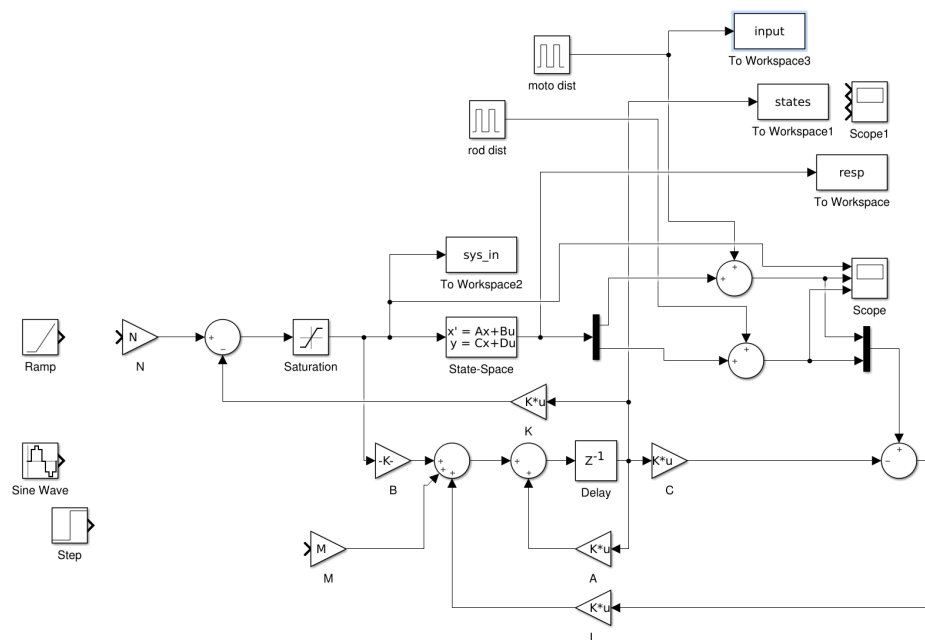 input
To Workspace3
moto dist
states
To Workspace1
Scope1
rod dist
resp
To Workspace
sys_in
To Workspace2
Scope
Ramp
N
N
+
−
Saturation
x' = Ax+Bu
y = Cx+Du
State-Space
+
+
+
+
K*u
K
Sine Wave
-K-
B
+
+
+
+
+
Z-1
Delay
K*u
C
−
+
Step
M
M
K*u
A
K*u